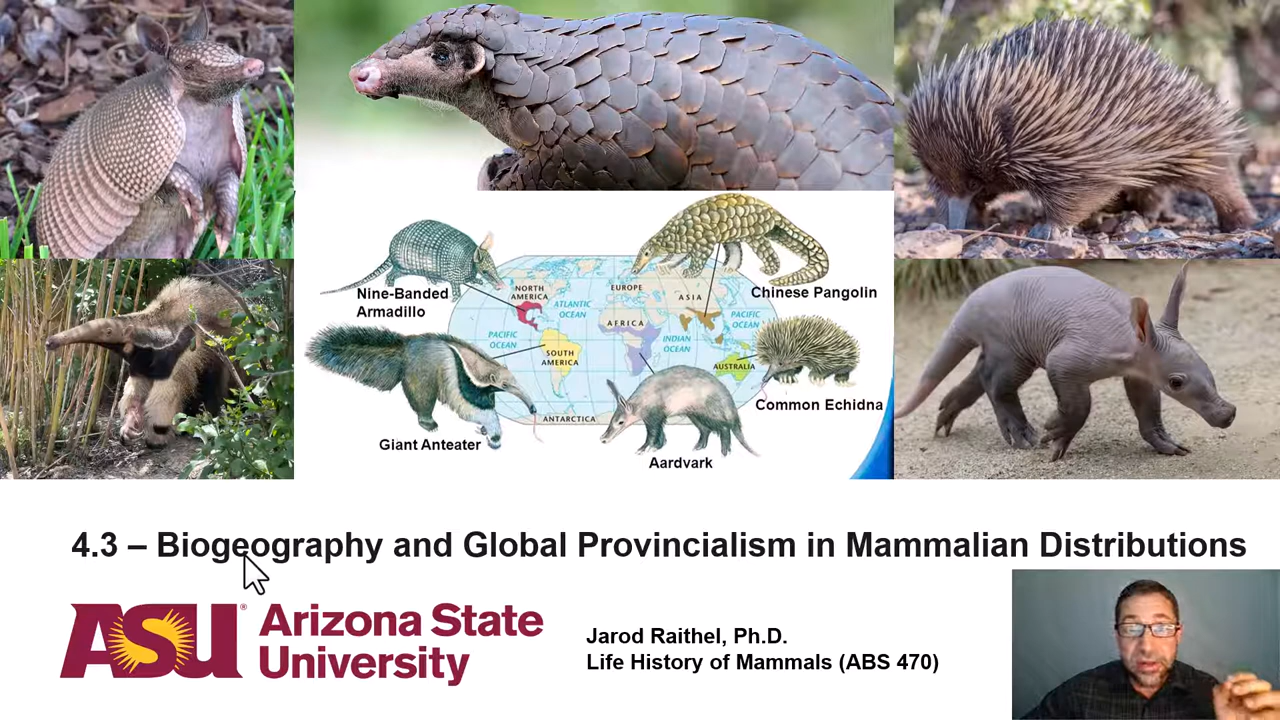 Nine-Banded
Armadillo
Chinese Pangolin
NORTH
AMERICA
EUROPE
ASIA
ATLANTIC
OCEAN
AFRICA
PACIFIC
OCEAN
PACIFIC
OCEAN
INDIAN
OCEAN
SOUTH
AMERICA
AUSTRALIA
Common Echidna
ANTARCTICA
Giant Anteater
Aardvark
4.3 – Biogeography and Global Provincialism in Mammalian Distributions
ASU® Arizona State
University
Jarod Raithel, Ph.D.
Life History of Mammals (ABS 470)